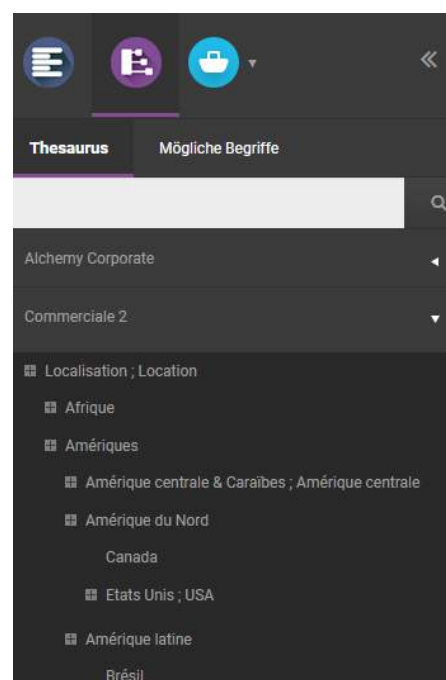 Thesaurus
Mögliche Begriffe
Alchemy Corporate
Commerciale 2
Localisation ; Location
Afrique
Amériques
Amérique centrale & Caraïbes ; Amérique centrale
Amérique du Nord
Canada
Etats Unis ; USA
Amérique latine
Brésil